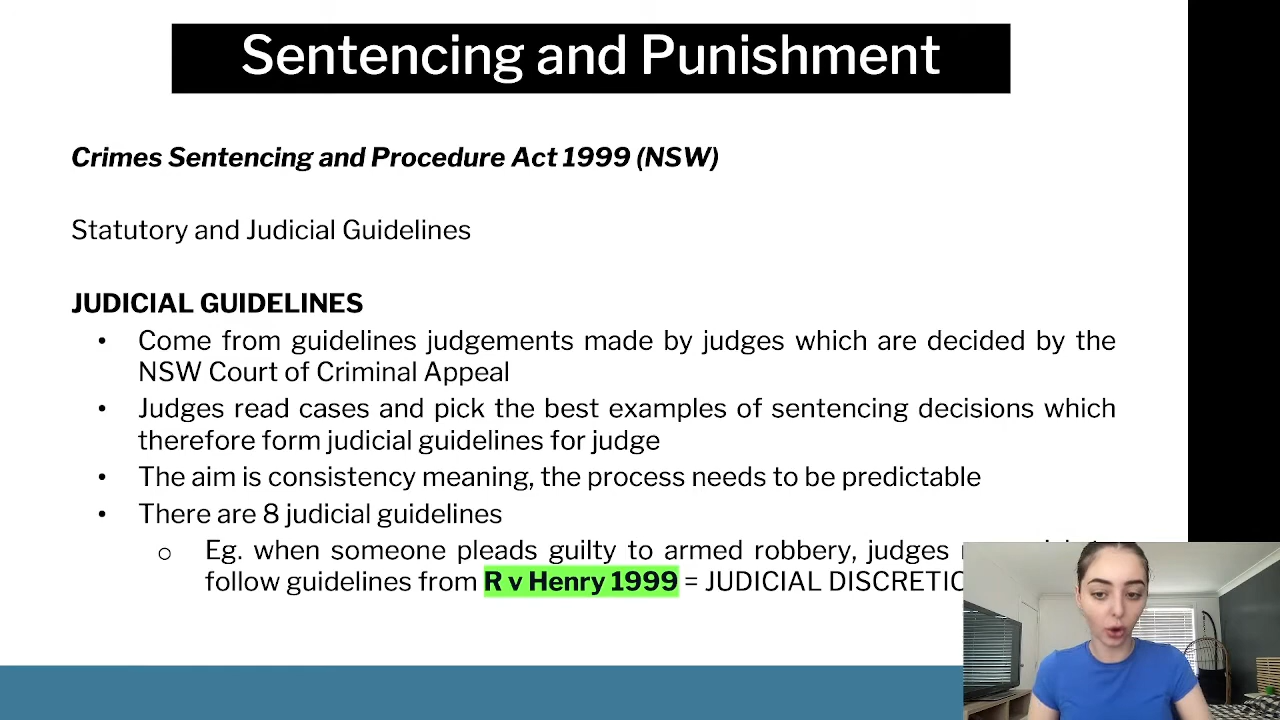 Sentencing and Punishment
Crimes Sentencing and Procedure Act 1999 (NSW)
Statutory and Judicial Guidelines
JUDICIAL GUIDELINES
• Come from guidelines judgements made by judges which are decided by the
NSW Court of Criminal Appeal
• Judges read cases and pick the best examples of sentencing decisions which
therefore form judicial guidelines for judge
• The aim is consistency meaning, the process needs to be predictable
• There are 8 judicial guidelines
o Eg. when someone pleads guilty to armed robbery, judges
follow guidelines from R v Henry 1999 = JUDICIAL